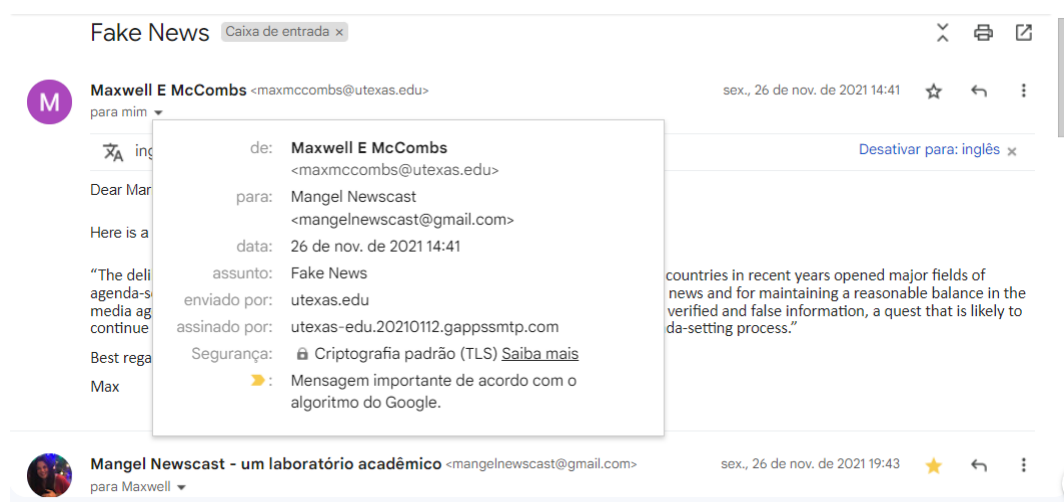 Fake News Caixa de entrada ×
M
Maxwell E McCombs <maxmccombs@utexas.edu> sex., 26 de nov. de 2021 14:41
para mim
de: Maxwell E McCombs
<maxmccombs@utexas.edu>
para: Mangel Newscast
<mangelnewscast@gmail.com>
data: 26 de nov. de 2021 14:41
assunto: Fake News
enviado por: utexas.edu
assinado por: utexas-edu.20210112.gappssmtp.com
Segurança: Criptografia padrão (TLS) Saiba mais
: Mensagem importante de acordo com o
algoritmo do Google.
Desativar para: inglês ×
Dear Mar
Here is a
“The deli countries in recent years opened major fields of
agenda-s news and for maintaining a reasonable balance in the
media ag verified and false information, a quest that is likely to
continue da-setting process.”
Best rega
Max
Mangel Newscast - um laboratório acadêmico <mangelnewscast@gmail.com> sex., 26 de nov. de 2021 19:43
para Maxwell